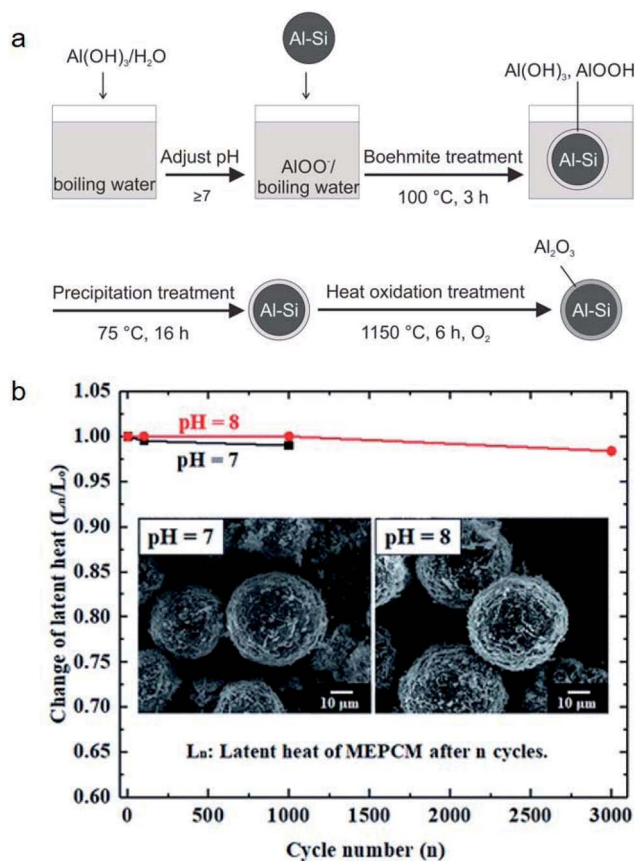 a
Al(OH)₃/H₂O
boiling water
Adjust pH
≥7
Al-Si
AlOO⁻/
boiling water
Boehmite treatment
100 °C, 3 h
Al(OH)₃, AlOOH
Al-Si
Precipitation treatment
75 °C, 16 h
Al-Si
Heat oxidation treatment
1150 °C, 6 h, O₂
Al₂O₃
Al-Si
b
Change of latent heat (Lₙ/Lₒ)
1.05
1.00
0.95
0.90
0.85
0.80
0.75
0.70
0.65
0.60
pH = 8
pH = 7
pH = 7
10 μm
pH = 8
10 μm
Lₙ: Latent heat of MEPCM after n cycles.
0 500 1000 1500 2000 2500 3000
Cycle number (n)